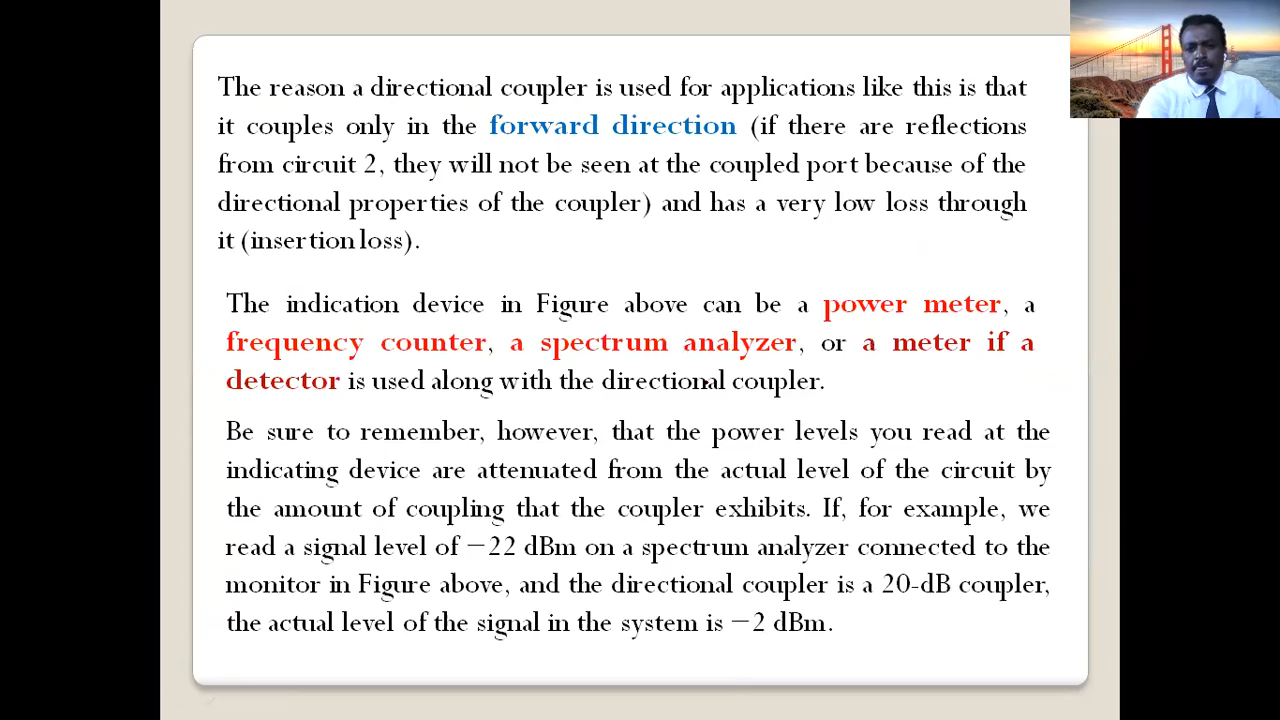 The reason a directional coupler is used for applications like this is that
it couples only in the forward direction (if there are reflections
from circuit 2, they will not be seen at the coupled port because of the
directional properties of the coupler) and has a very low loss through
it (insertion loss).
The indication device in Figure above can be a power meter, a
frequency counter, a spectrum analyzer, or a meter if a
detector is used along with the directional coupler.
Be sure to remember, however, that the power levels you read at the
indicating device are attenuated from the actual level of the circuit by
the amount of coupling that the coupler exhibits. If, for example, we
read a signal level of −22 dBm on a spectrum analyzer connected to the
monitor in Figure above, and the directional coupler is a 20-dB coupler,
the actual level of the signal in the system is −2 dBm.